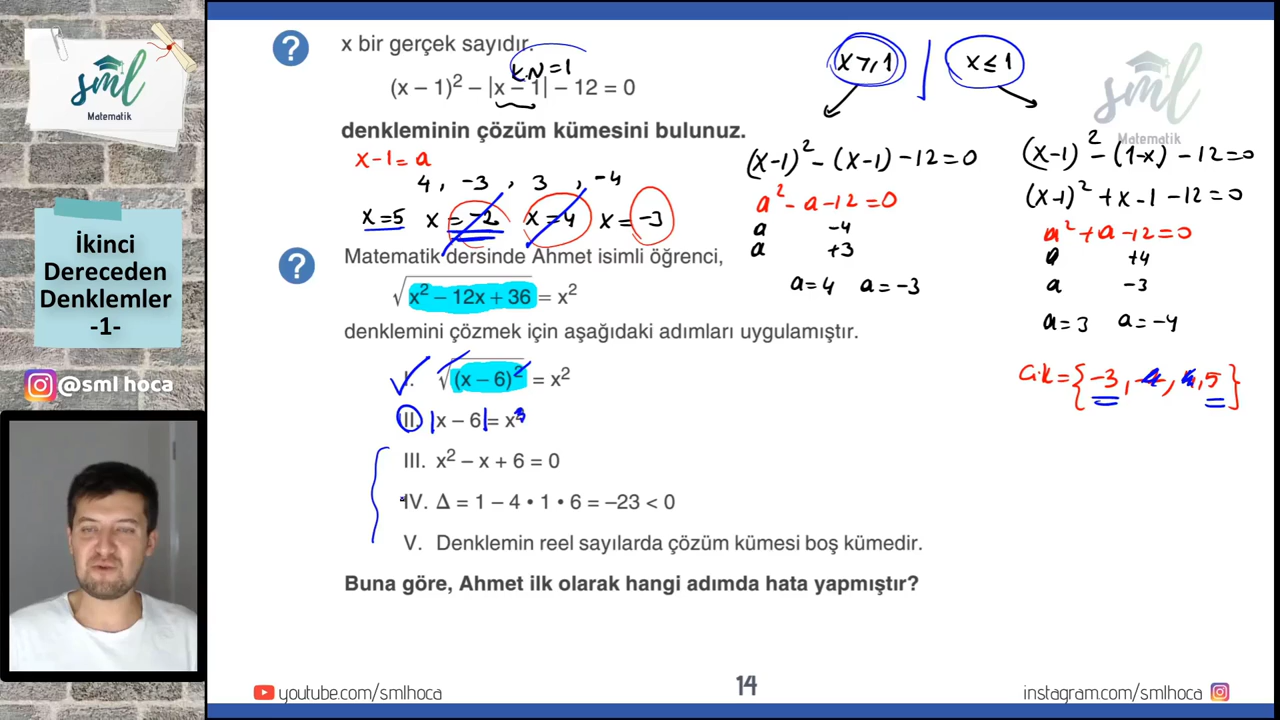 sml
Matematik
İkinci
Dereceden
Denklemler
-1-
@sml hoca
x bir gerçek sayıdır.
K.N=1
(x – 1)² – |x – 1| – 12 = 0
denkleminin çözüm kümesini bulunuz.
x-1= a
4, -3, 3, -4
x=5 x=-2 x=4 x=-3
x⩾1 | x≤1
sml
Matematik
(x-1)² - (x-1) -12=0
a² - a -12 =0
a -4
a +3
a=4 a=-3
(x-1)² - (1-x) -12=0
(x-1)² + x -1 -12=0
a² + a -12=0
a +4
a -3
a=3 a=-4
Ç.K={-3, -4, 4, 5}
Matematik dersinde Ahmet isimli öğrenci,
√(x² – 12x + 36) = x²
denklemini çözmek için aşağıdaki adımları uygulamıştır.
I. √(x – 6)² = x²
II. |x – 6| = x²
III. x² – x + 6 = 0
IV. Δ = 1 – 4 • 1 • 6 = –23 < 0
V. Denklemin reel sayılarda çözüm kümesi boş kümedir.
Buna göre, Ahmet ilk olarak hangi adımda hata yapmıştır?
youtube.com/smlhoca
14
instagram.com/smlhoca